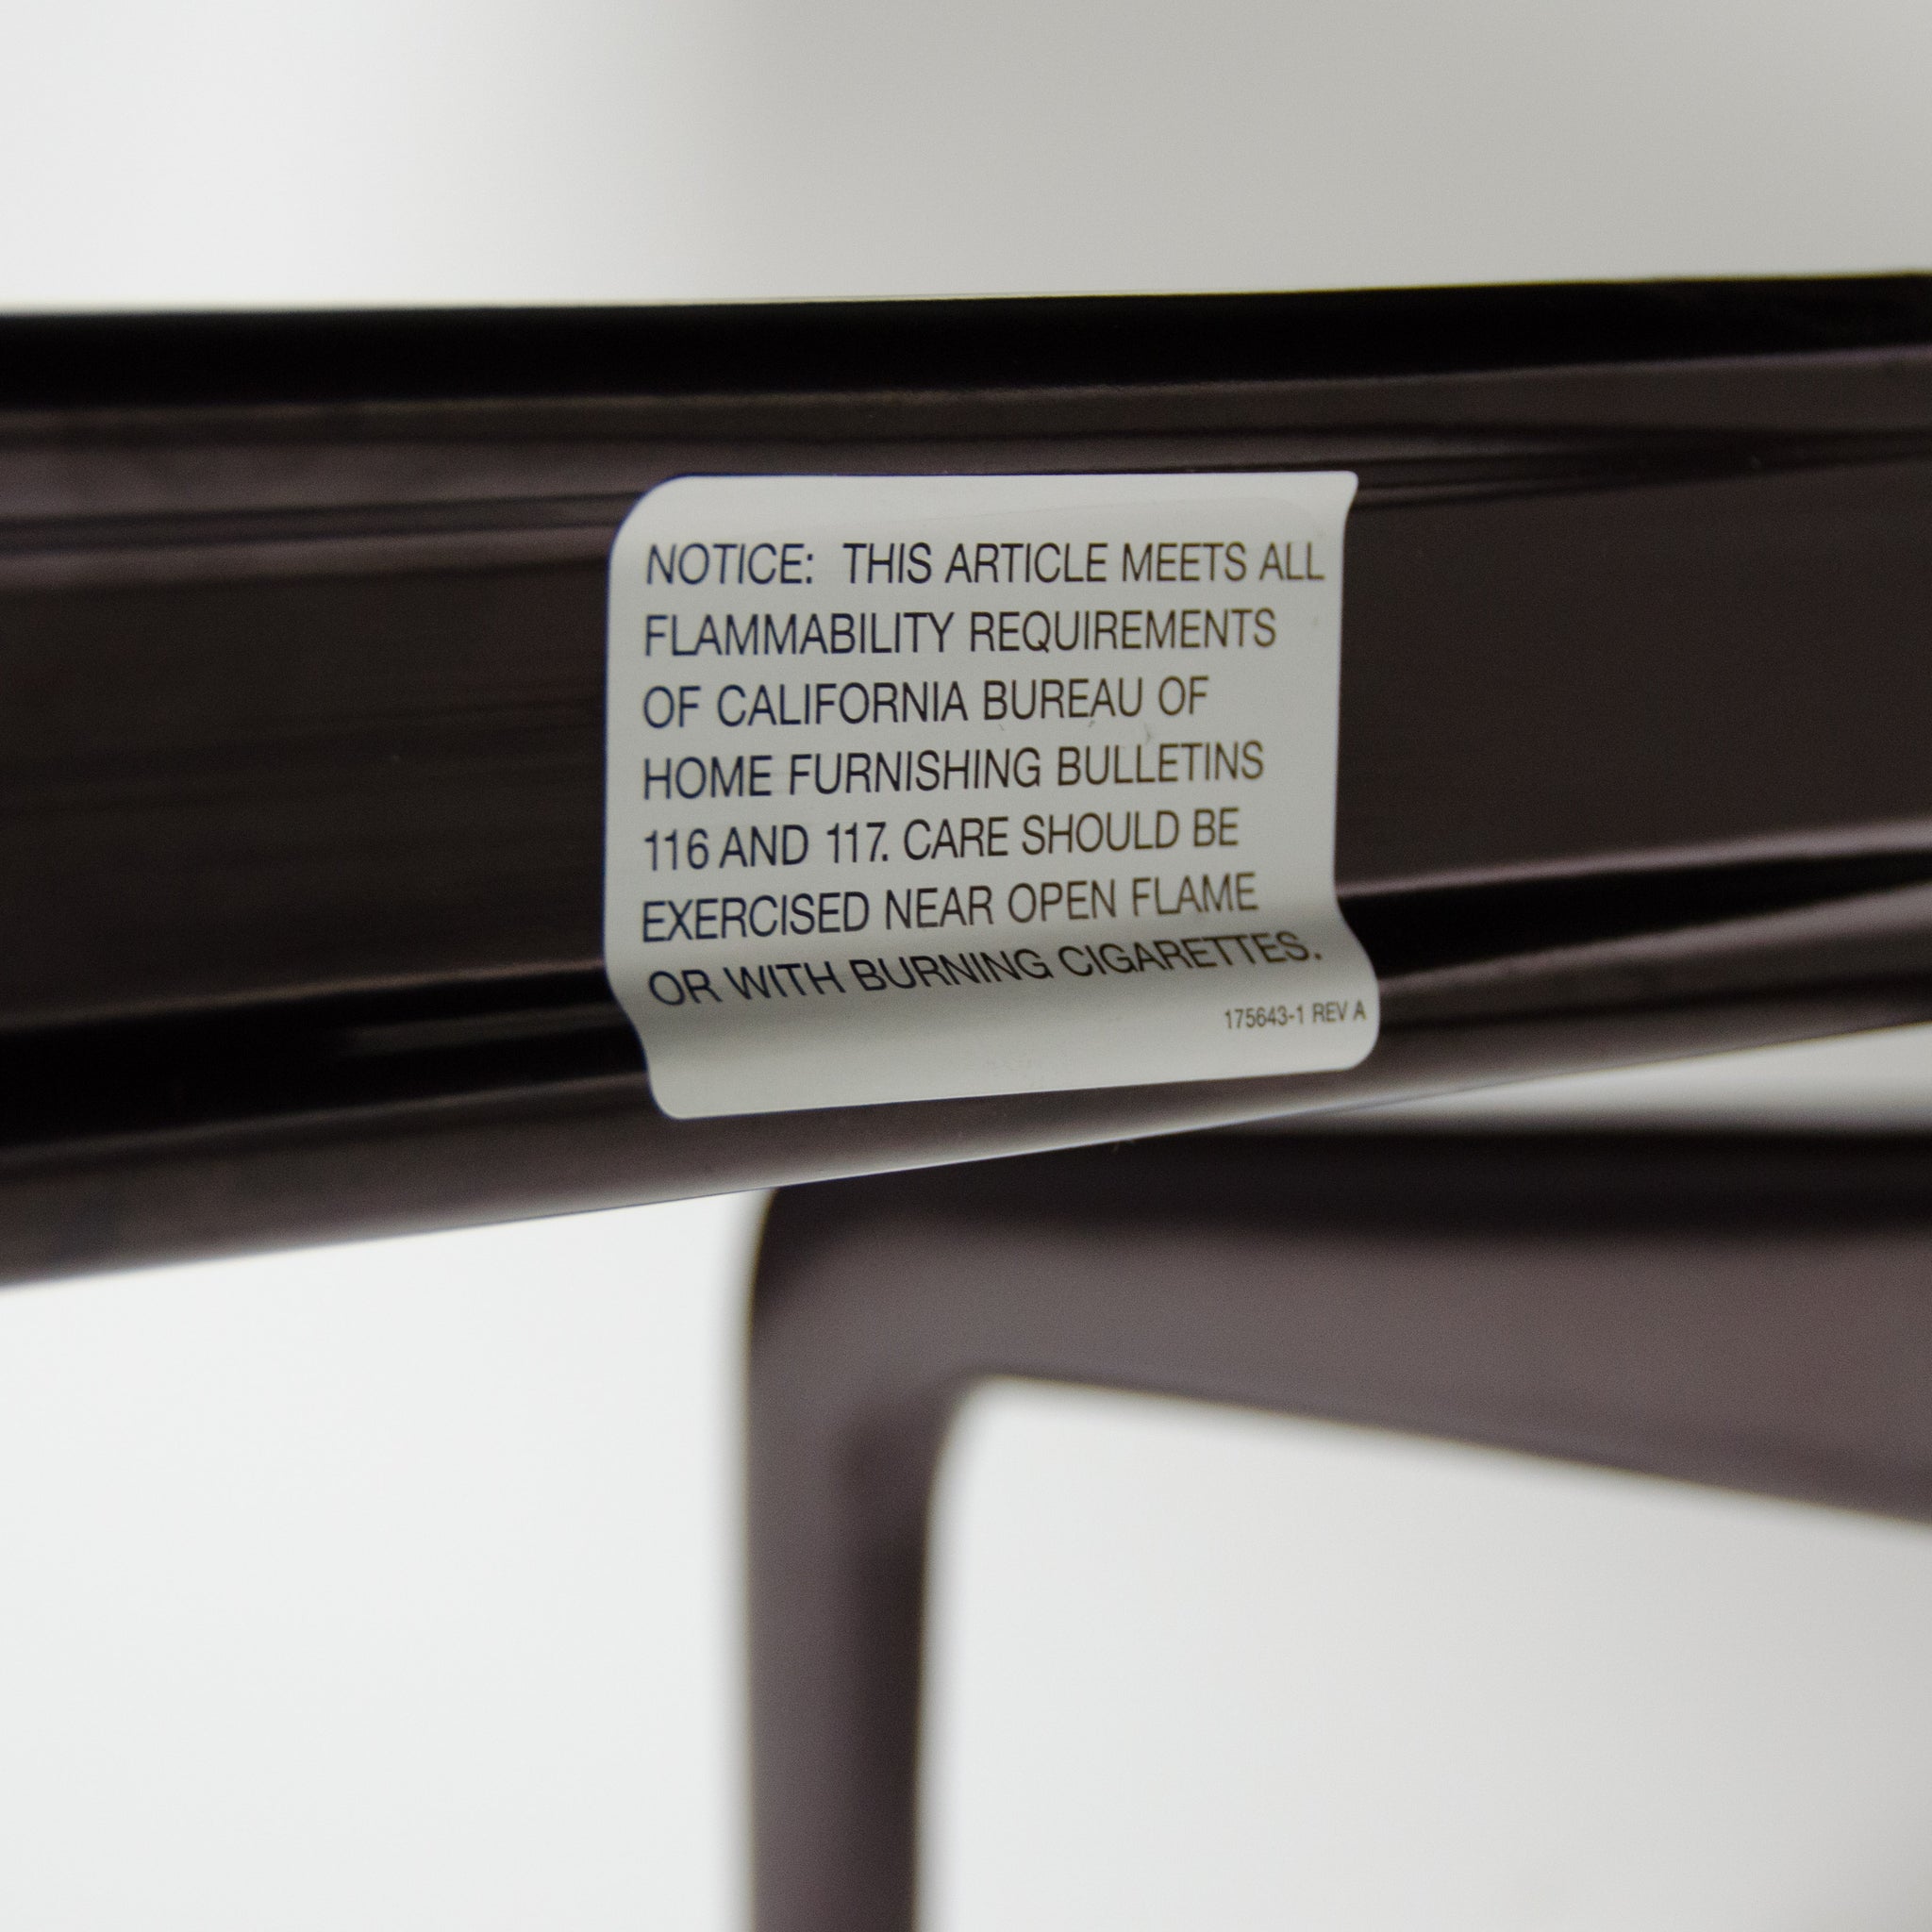 NOTICE: THIS ARTICLE MEETS ALL
FLAMMABILITY REQUIREMENTS
OF CALIFORNIA BUREAU OF
HOME FURNISHING BULLETINS
116 AND 117. CARE SHOULD BE
EXERCISED NEAR OPEN FLAME
OR WITH BURNING CIGARETTES.
175643-1 REV A